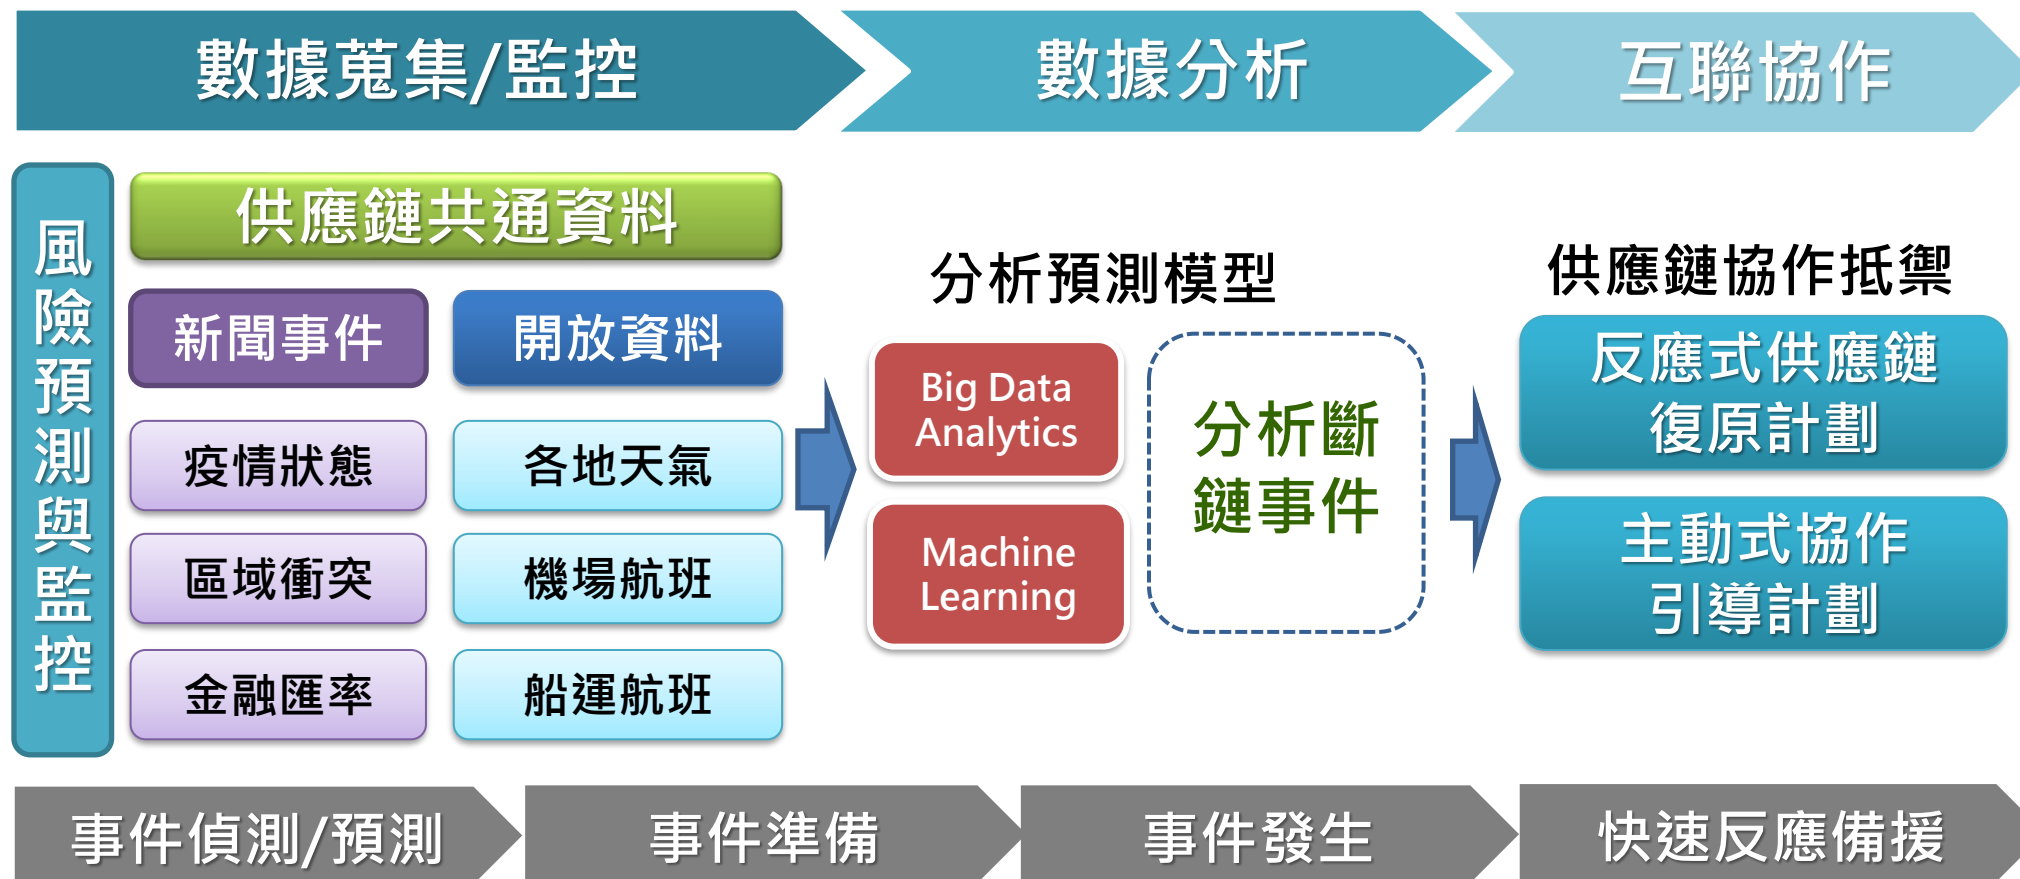 數據蒐集/監控
數據分析
互聯協作
風險預測與監控
供應鏈共通資料
新聞事件
開放資料
疫情狀態
各地天氣
區域衝突
機場航班
金融匯率
船運航班
分析預測模型
Big Data
Analytics
Machine
Learning
分析斷
鏈事件
供應鏈協作抵禦
反應式供應鏈
復原計劃
主動式協作
引導計劃
事件偵測/預測
事件準備
事件發生
快速反應備援